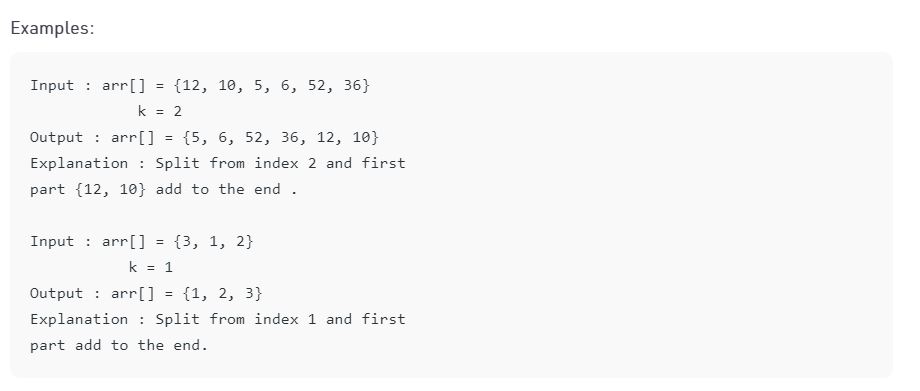 Examples:
Input : arr[] = {12, 10, 5, 6, 52, 36}
k = 2
Output : arr[] = {5, 6, 52, 36, 12, 10}
Explanation : Split from index 2 and first
part {12, 10} add to the end .
Input : arr[] = {3, 1, 2}
k = 1
Output : arr[] = {1, 2, 3}
Explanation : Split from index 1 and first
part add to the end.